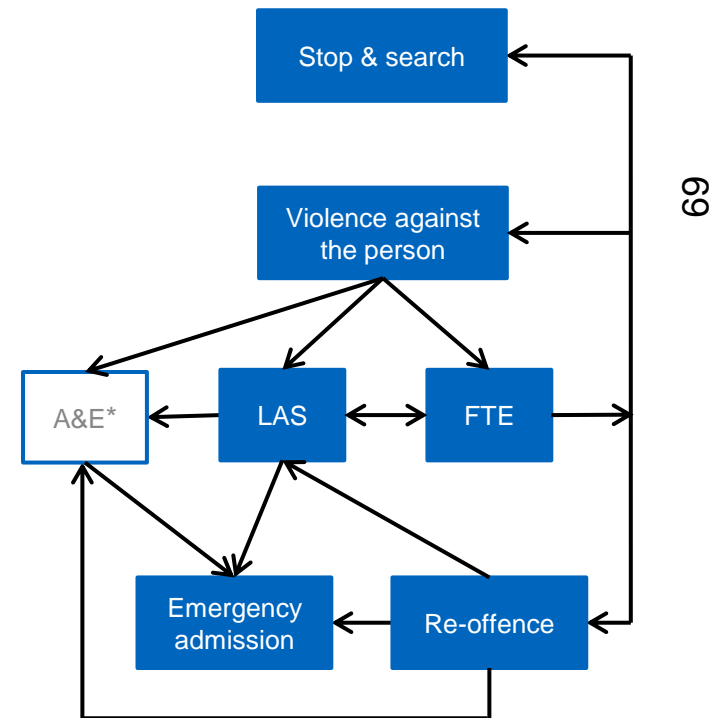 Stop & search
69
Violence against
the person
A&E*
LAS
FTE
Emergency
admission
Re-offence